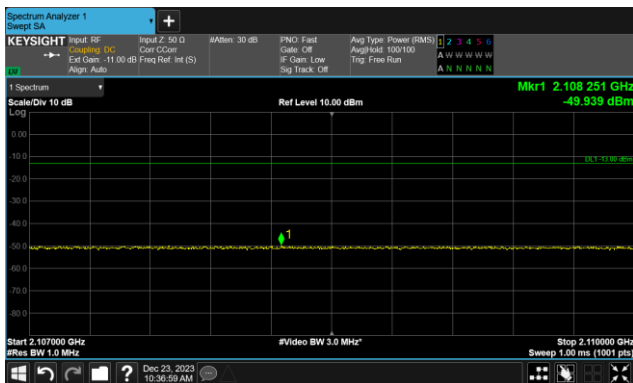 Spectrum Analyzer 1
Swept SA
KEYSIGHT Input: RF Input Z: 50 Ω #Atten: 30 dB PNO: Fast Avg Type: Power (RMS) 1 2 3 4 5 6
Coupling: DC Corr CCorr Gate: Off Avg|Hold: 100/100 A W W W W W
Ext Gain: -11.00 dB Freq Ref: Int (S) IF Gain: Low Trig: Free Run
Align: Auto Sig Track: Off A N N N N N
1 Spectrum Mkr1 2.108 251 GHz
Scale/Div 10 dB Ref Level 10.00 dBm -49.939 dBm
Log
0.00
-10.0
DL1 -13.00 dBm
-20.0
-30.0
-40.0
1
-50.0
-60.0
-70.0
-80.0
Start 2.107000 GHz #Video BW 3.0 MHz* Stop 2.110000 GHz
#Res BW 1.0 MHz Sweep 1.00 ms (1001 pts)
? Dec 23, 2023
10:36:59 AM